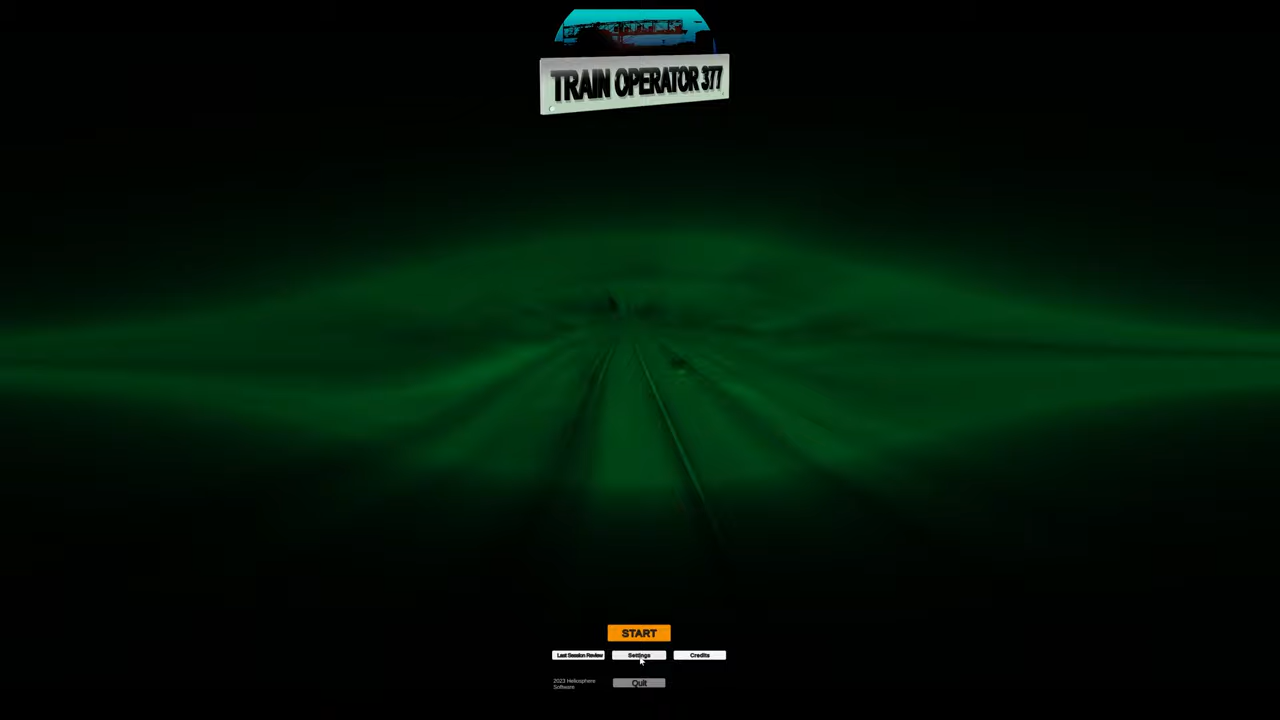 TRAIN OPERATOR 377
START
Last Session Review
Settings
Credits
2023 Heliosphere
Software
Quit